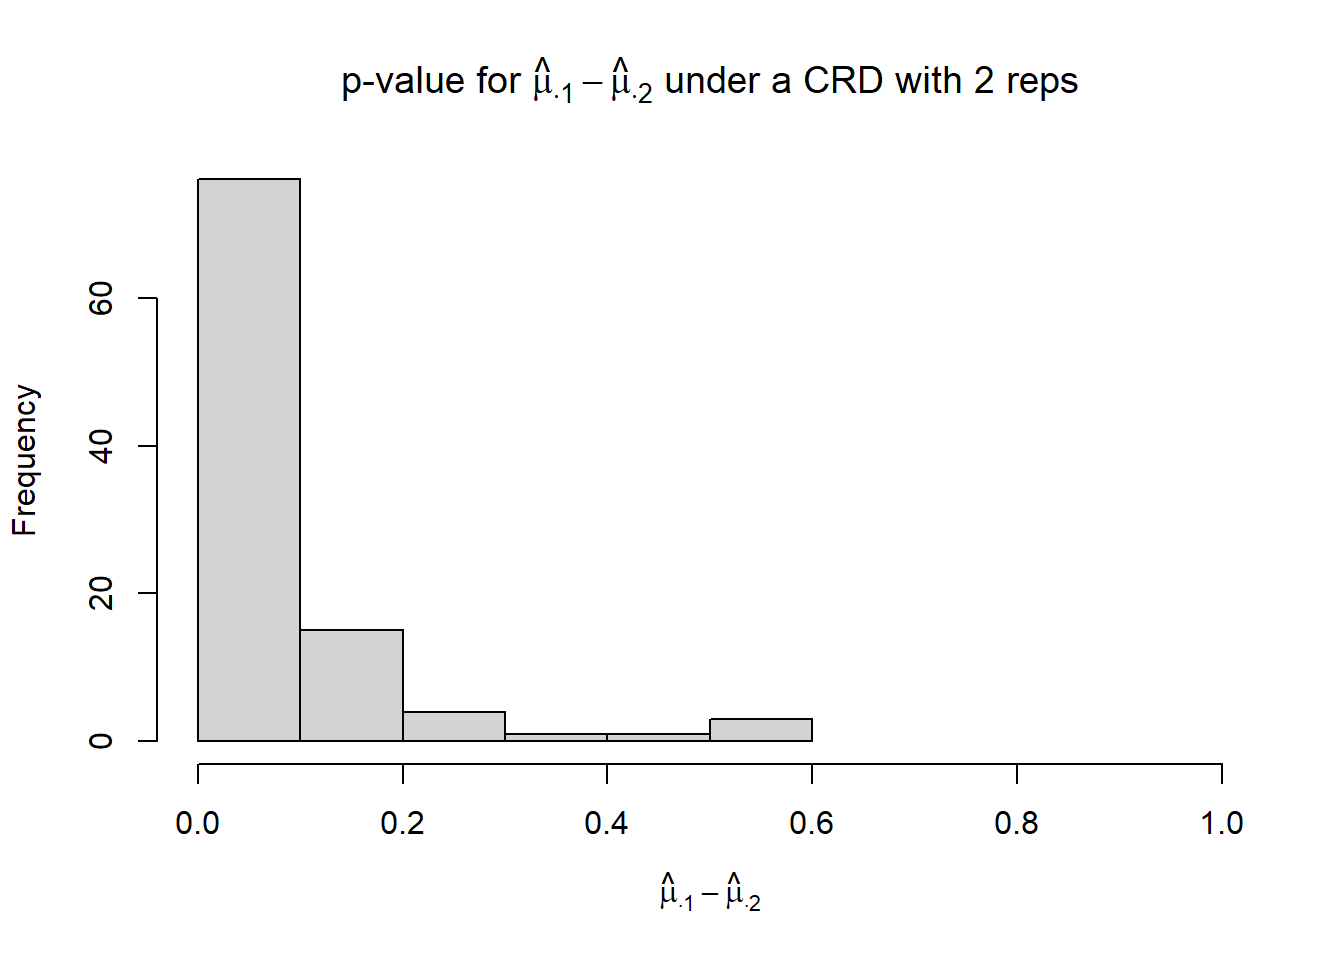 p-value for μ̂.1 − μ̂.2 under a CRD with 2 reps
60
40
20
0
Frequency
0.0 0.2 0.4 0.6 0.8 1.0
μ̂.1 − μ̂.2